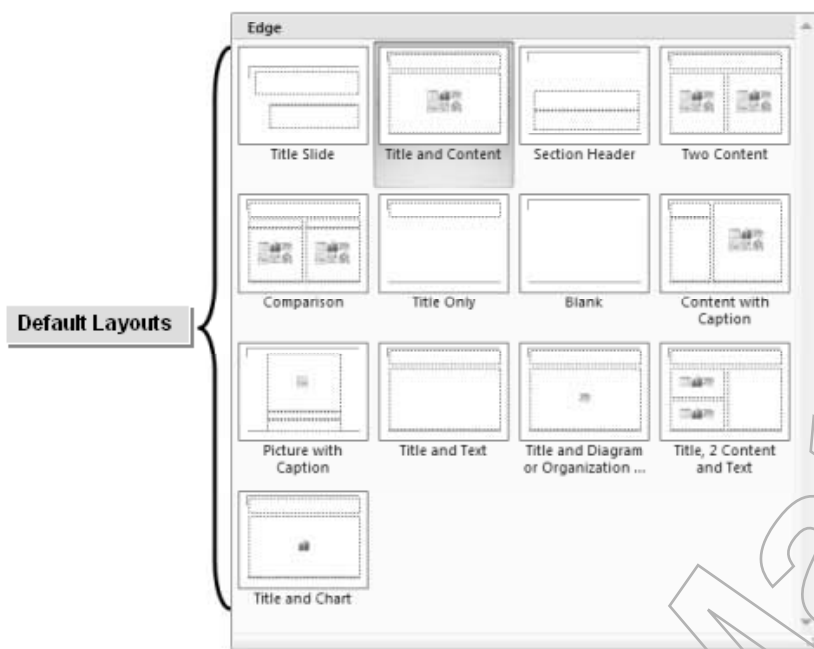 Edge
Title Slide
Title and Content
Section Header
Two Content
Comparison
Title Only
Blank
Content with
Caption
Default Layouts
Picture with
Caption
Title and Text
Title and Diagram
or Organization ...
Title, 2 Content
and Text
Title and Chart